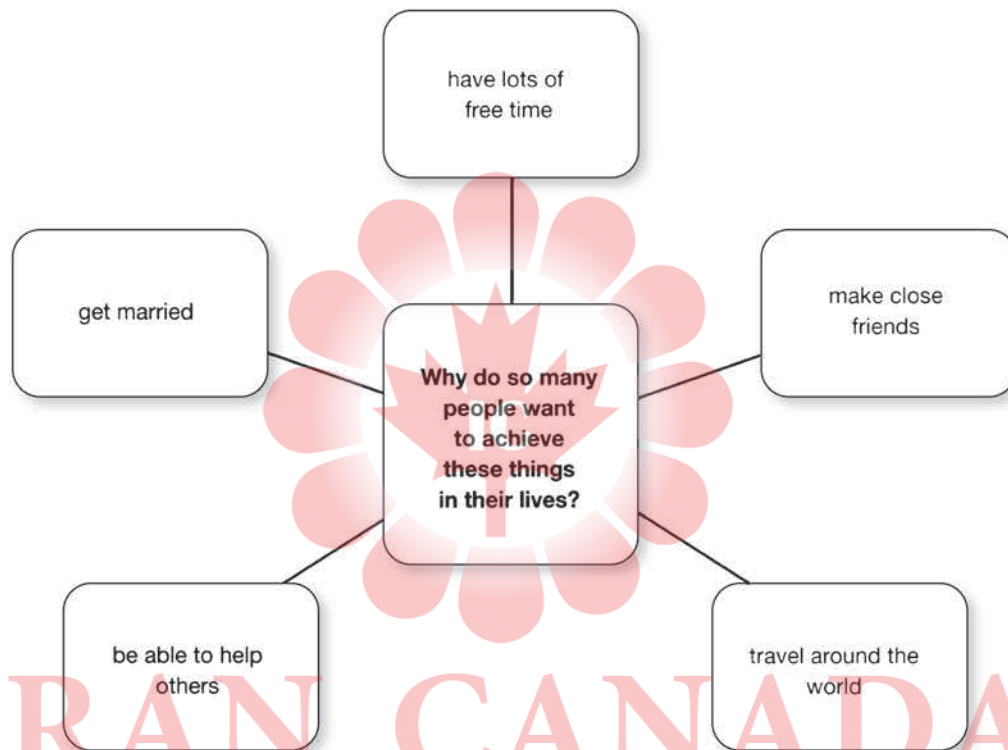 have lots of
free time
get married
make close
friends
Why do so many
people want
to achieve
these things
in their lives?
IC
be able to help
others
travel around the
world
RAN CANADA